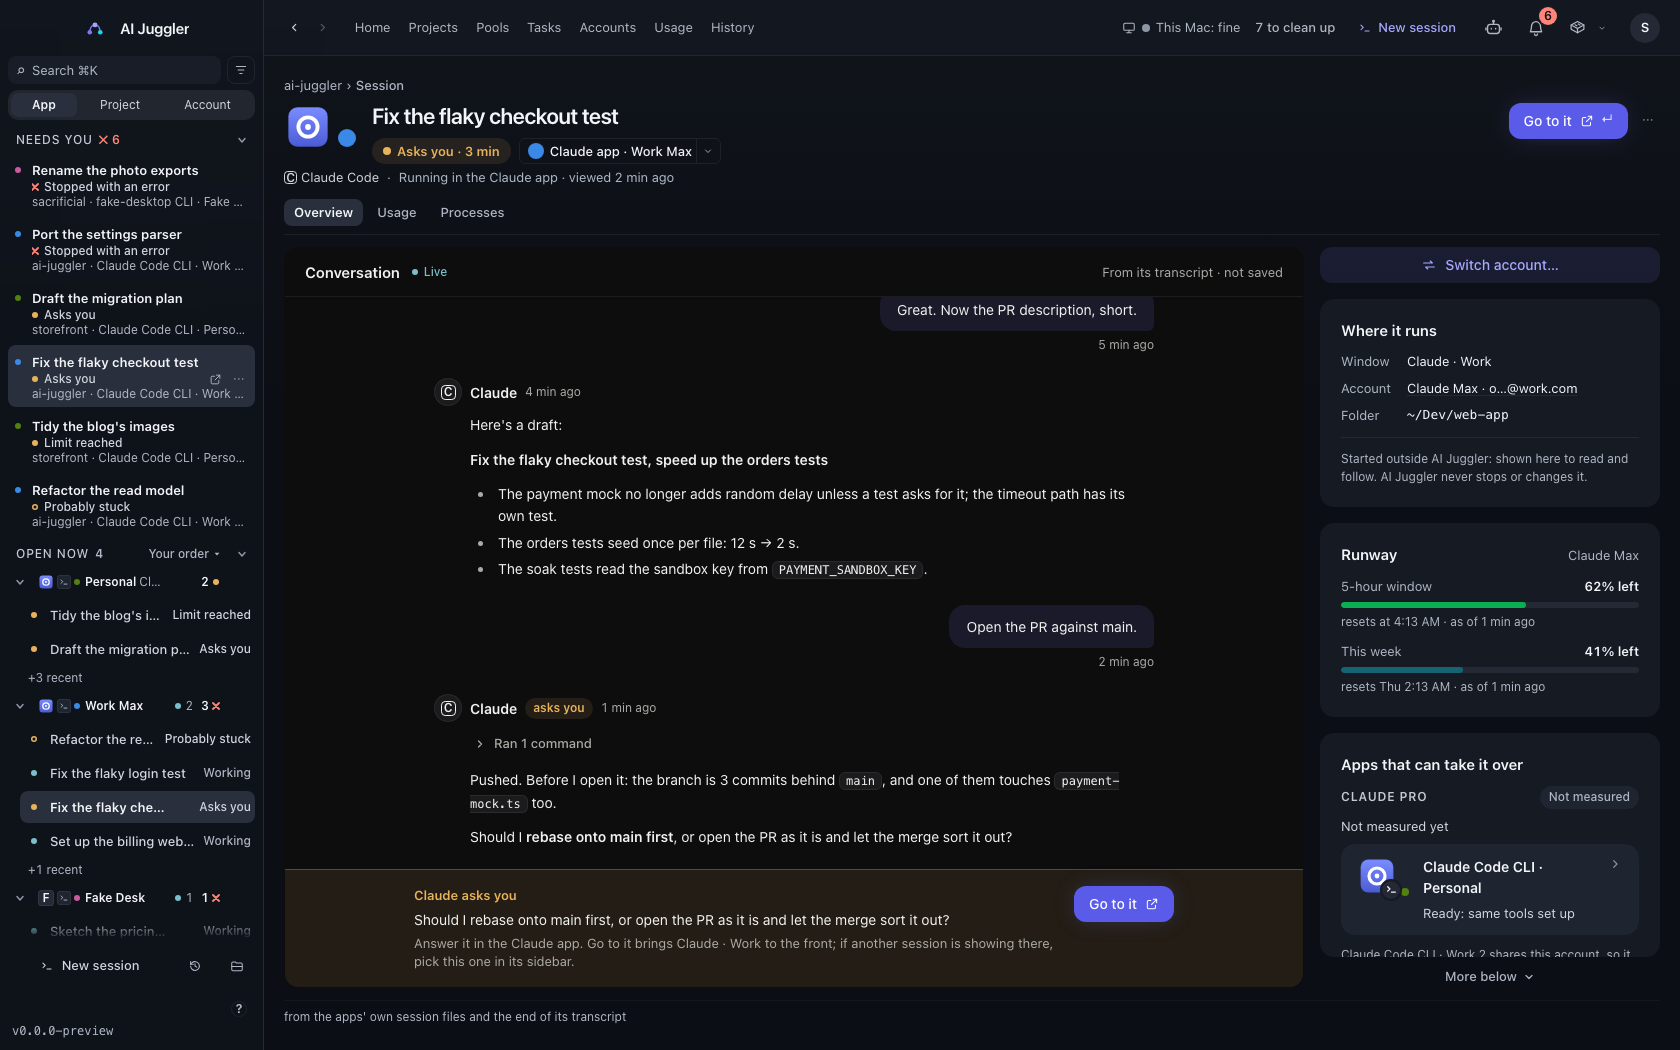 AI Juggler
Search ⌘K
App Project Account
NEEDS YOU 6
Rename the photo exports
Stopped with an error
sacrificial · fake-desktop CLI · Fake ...
Port the settings parser
Stopped with an error
ai-juggler · Claude Code CLI · Work ...
Draft the migration plan
Asks you
storefront · Claude Code CLI · Perso...
Fix the flaky checkout test
Asks you
ai-juggler · Claude Code CLI · Work ...
Tidy the blog's images
Limit reached
storefront · Claude Code CLI · Perso...
Refactor the read model
Probably stuck
ai-juggler · Claude Code CLI · Work ...
OPEN NOW 4 Your order
Personal Cl... 2
Tidy the blog's i... Limit reached
Draft the migration p... Asks you
+3 recent
Work Max 2 3
Refactor the re... Probably stuck
Fix the flaky login test Working
Fix the flaky che... Asks you
Set up the billing web... Working
+1 recent
F Fake Desk 1 1
Sketch the pricin... Working
New session
?
v0.0.0-preview
Home Projects Pools Tasks Accounts Usage History
This Mac: fine 7 to clean up New session 6 S
ai-juggler › Session
Fix the flaky checkout test
Asks you · 3 min Claude app · Work Max
Go to it
C Claude Code · Running in the Claude app · viewed 2 min ago
Overview Usage Processes
Conversation Live From its transcript · not saved
Great. Now the PR description, short.
5 min ago
C Claude 4 min ago
Here's a draft:
Fix the flaky checkout test, speed up the orders tests
The payment mock no longer adds random delay unless a test asks for it; the timeout path has its
own test.
The orders tests seed once per file: 12 s → 2 s.
The soak tests read the sandbox key from PAYMENT_SANDBOX_KEY.
Open the PR against main.
2 min ago
C Claude asks you 1 min ago
Ran 1 command
Pushed. Before I open it: the branch is 3 commits behind main, and one of them touches payment-
mock.ts too.
Should I rebase onto main first, or open the PR as it is and let the merge sort it out?
Claude asks you
Should I rebase onto main first, or open the PR as it is and let the merge sort it out?
Answer it in the Claude app. Go to it brings Claude · Work to the front; if another session is showing there,
pick this one in its sidebar.
Go to it
from the apps' own session files and the end of its transcript
Switch account...
Where it runs
Window Claude · Work
Account Claude Max · o...@work.com
Folder ~/Dev/web-app
Started outside AI Juggler: shown here to read and
follow. AI Juggler never stops or changes it.
Runway Claude Max
5-hour window 62% left
resets at 4:13 AM · as of 1 min ago
This week 41% left
resets Thu 2:13 AM · as of 1 min ago
Apps that can take it over
CLAUDE PRO Not measured
Not measured yet
Claude Code CLI ·
Personal
Ready: same tools set up
Claude Code CLI · Work 2 shares this account, so it
More below